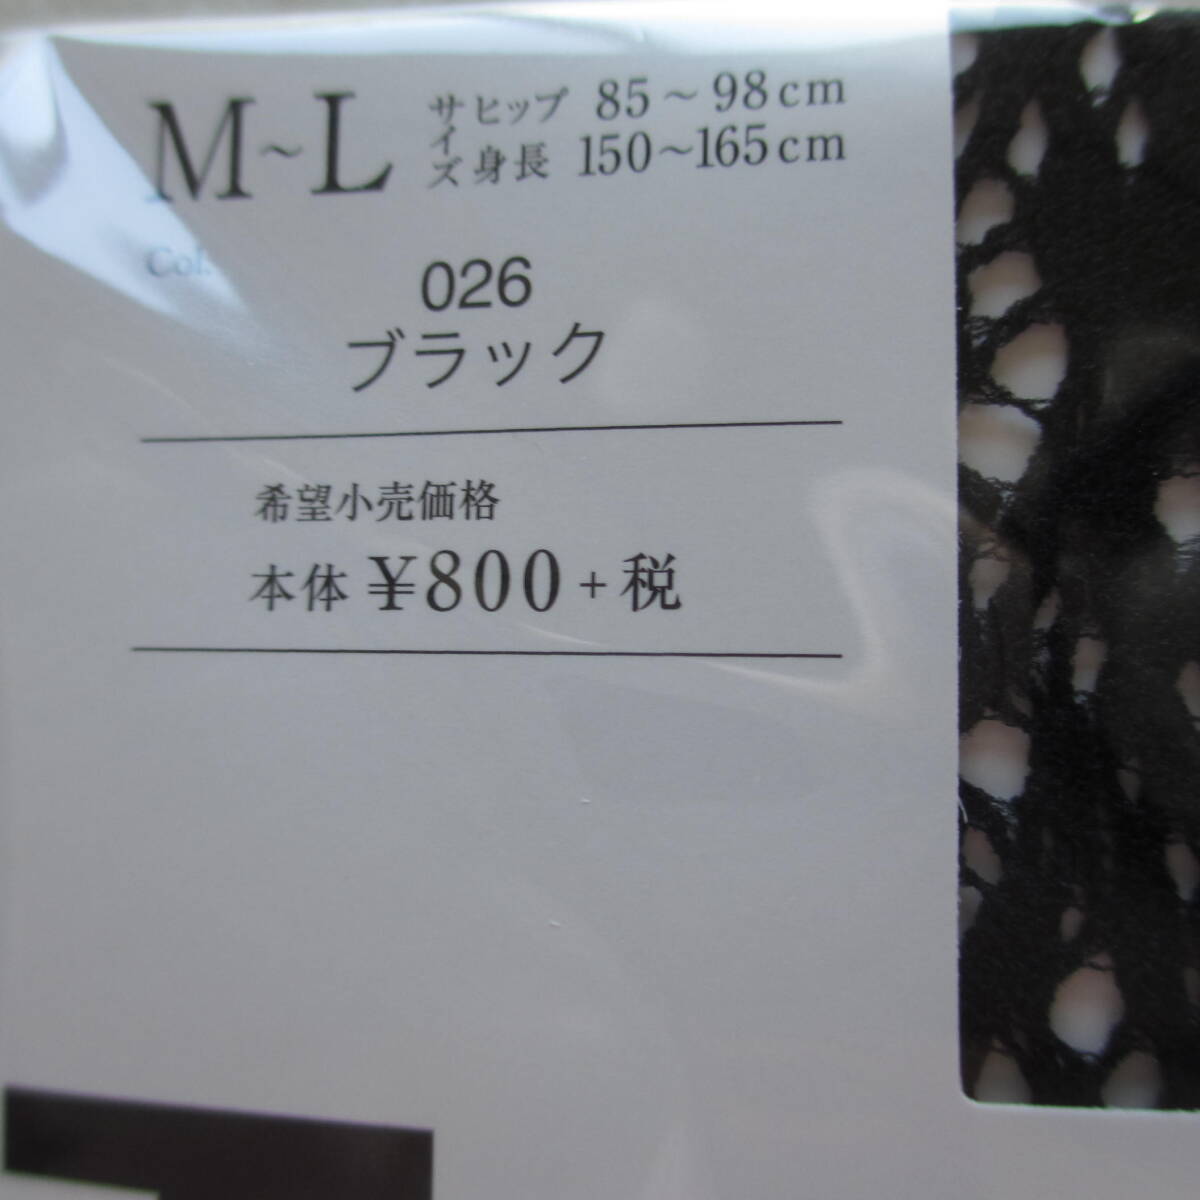 M~L サイズ ヒップ 85～98cm
身長 150～165cm
Col.
026
ブラック
希望小売価格
本体 ¥800+税